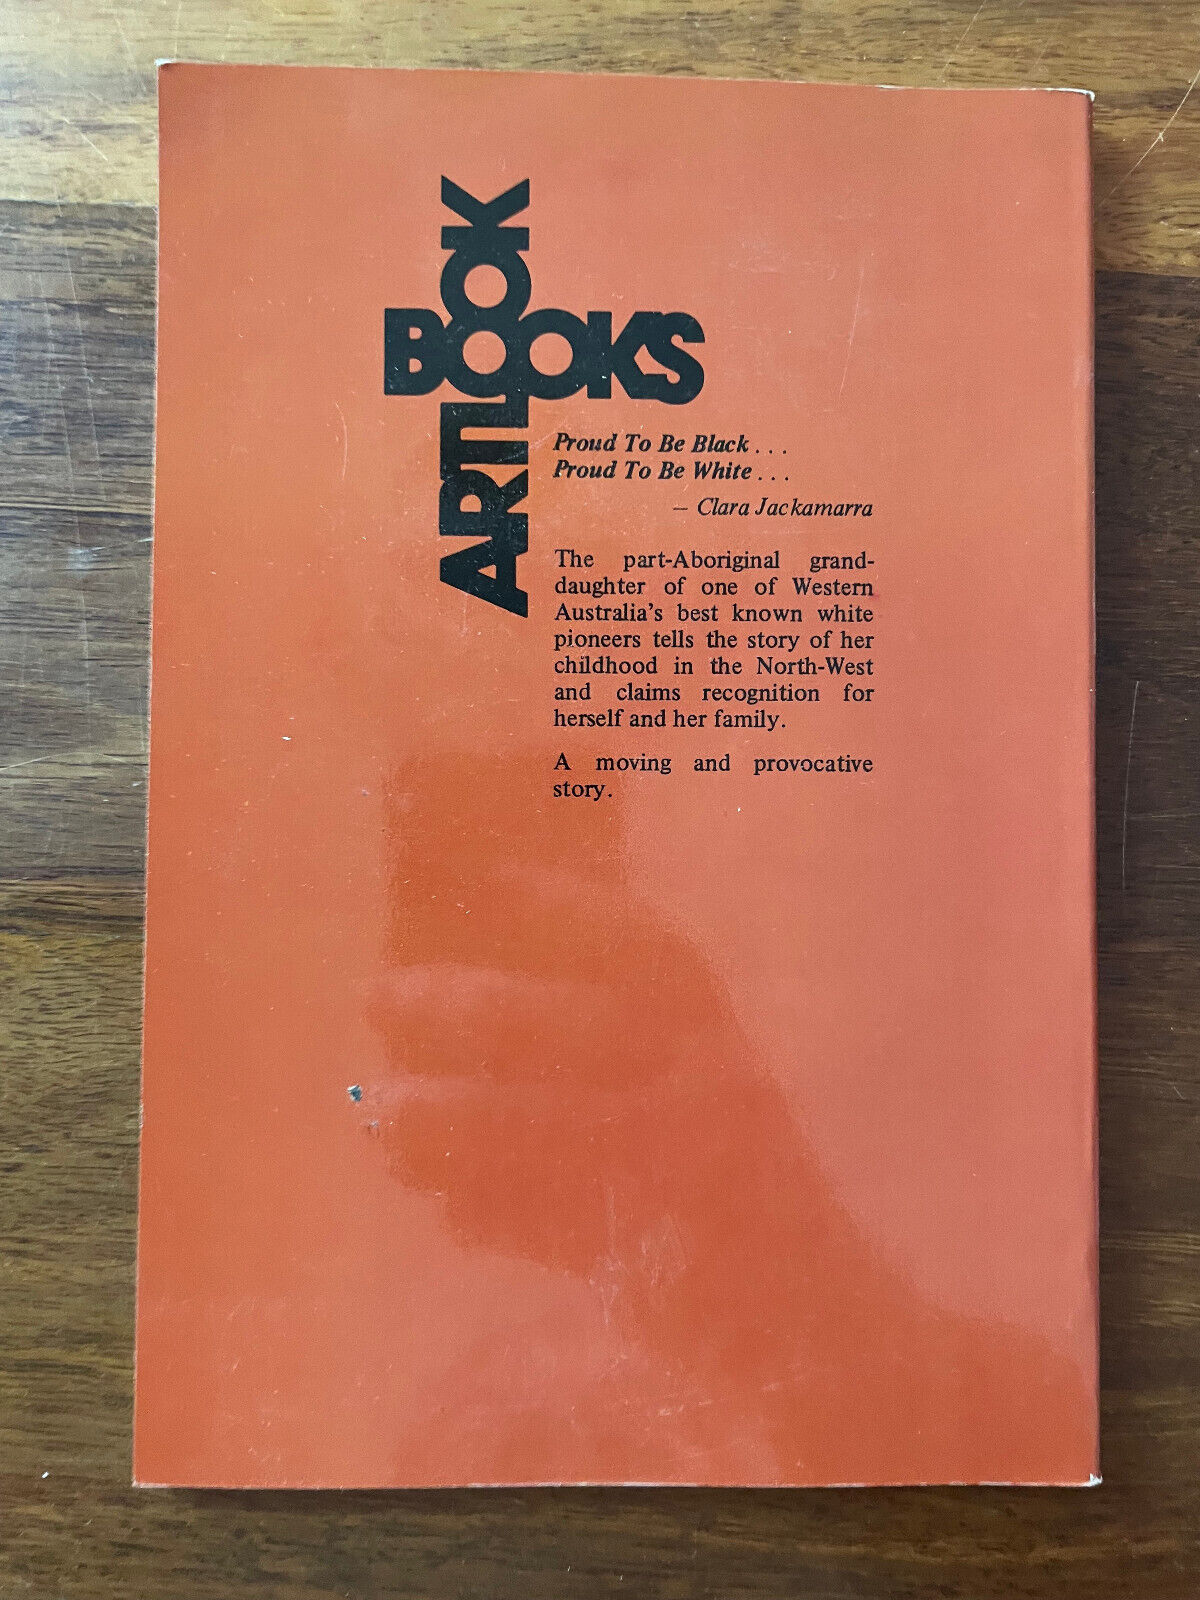 ARTLOOK
BOOKS
Proud To Be Black . . .
Proud To Be White . . .
– Clara Jackamarra
The part-Aboriginal grand-
daughter of one of Western
Australia's best known white
pioneers tells the story of her
childhood in the North-West
and claims recognition for
herself and her family.
A moving and provocative
story.